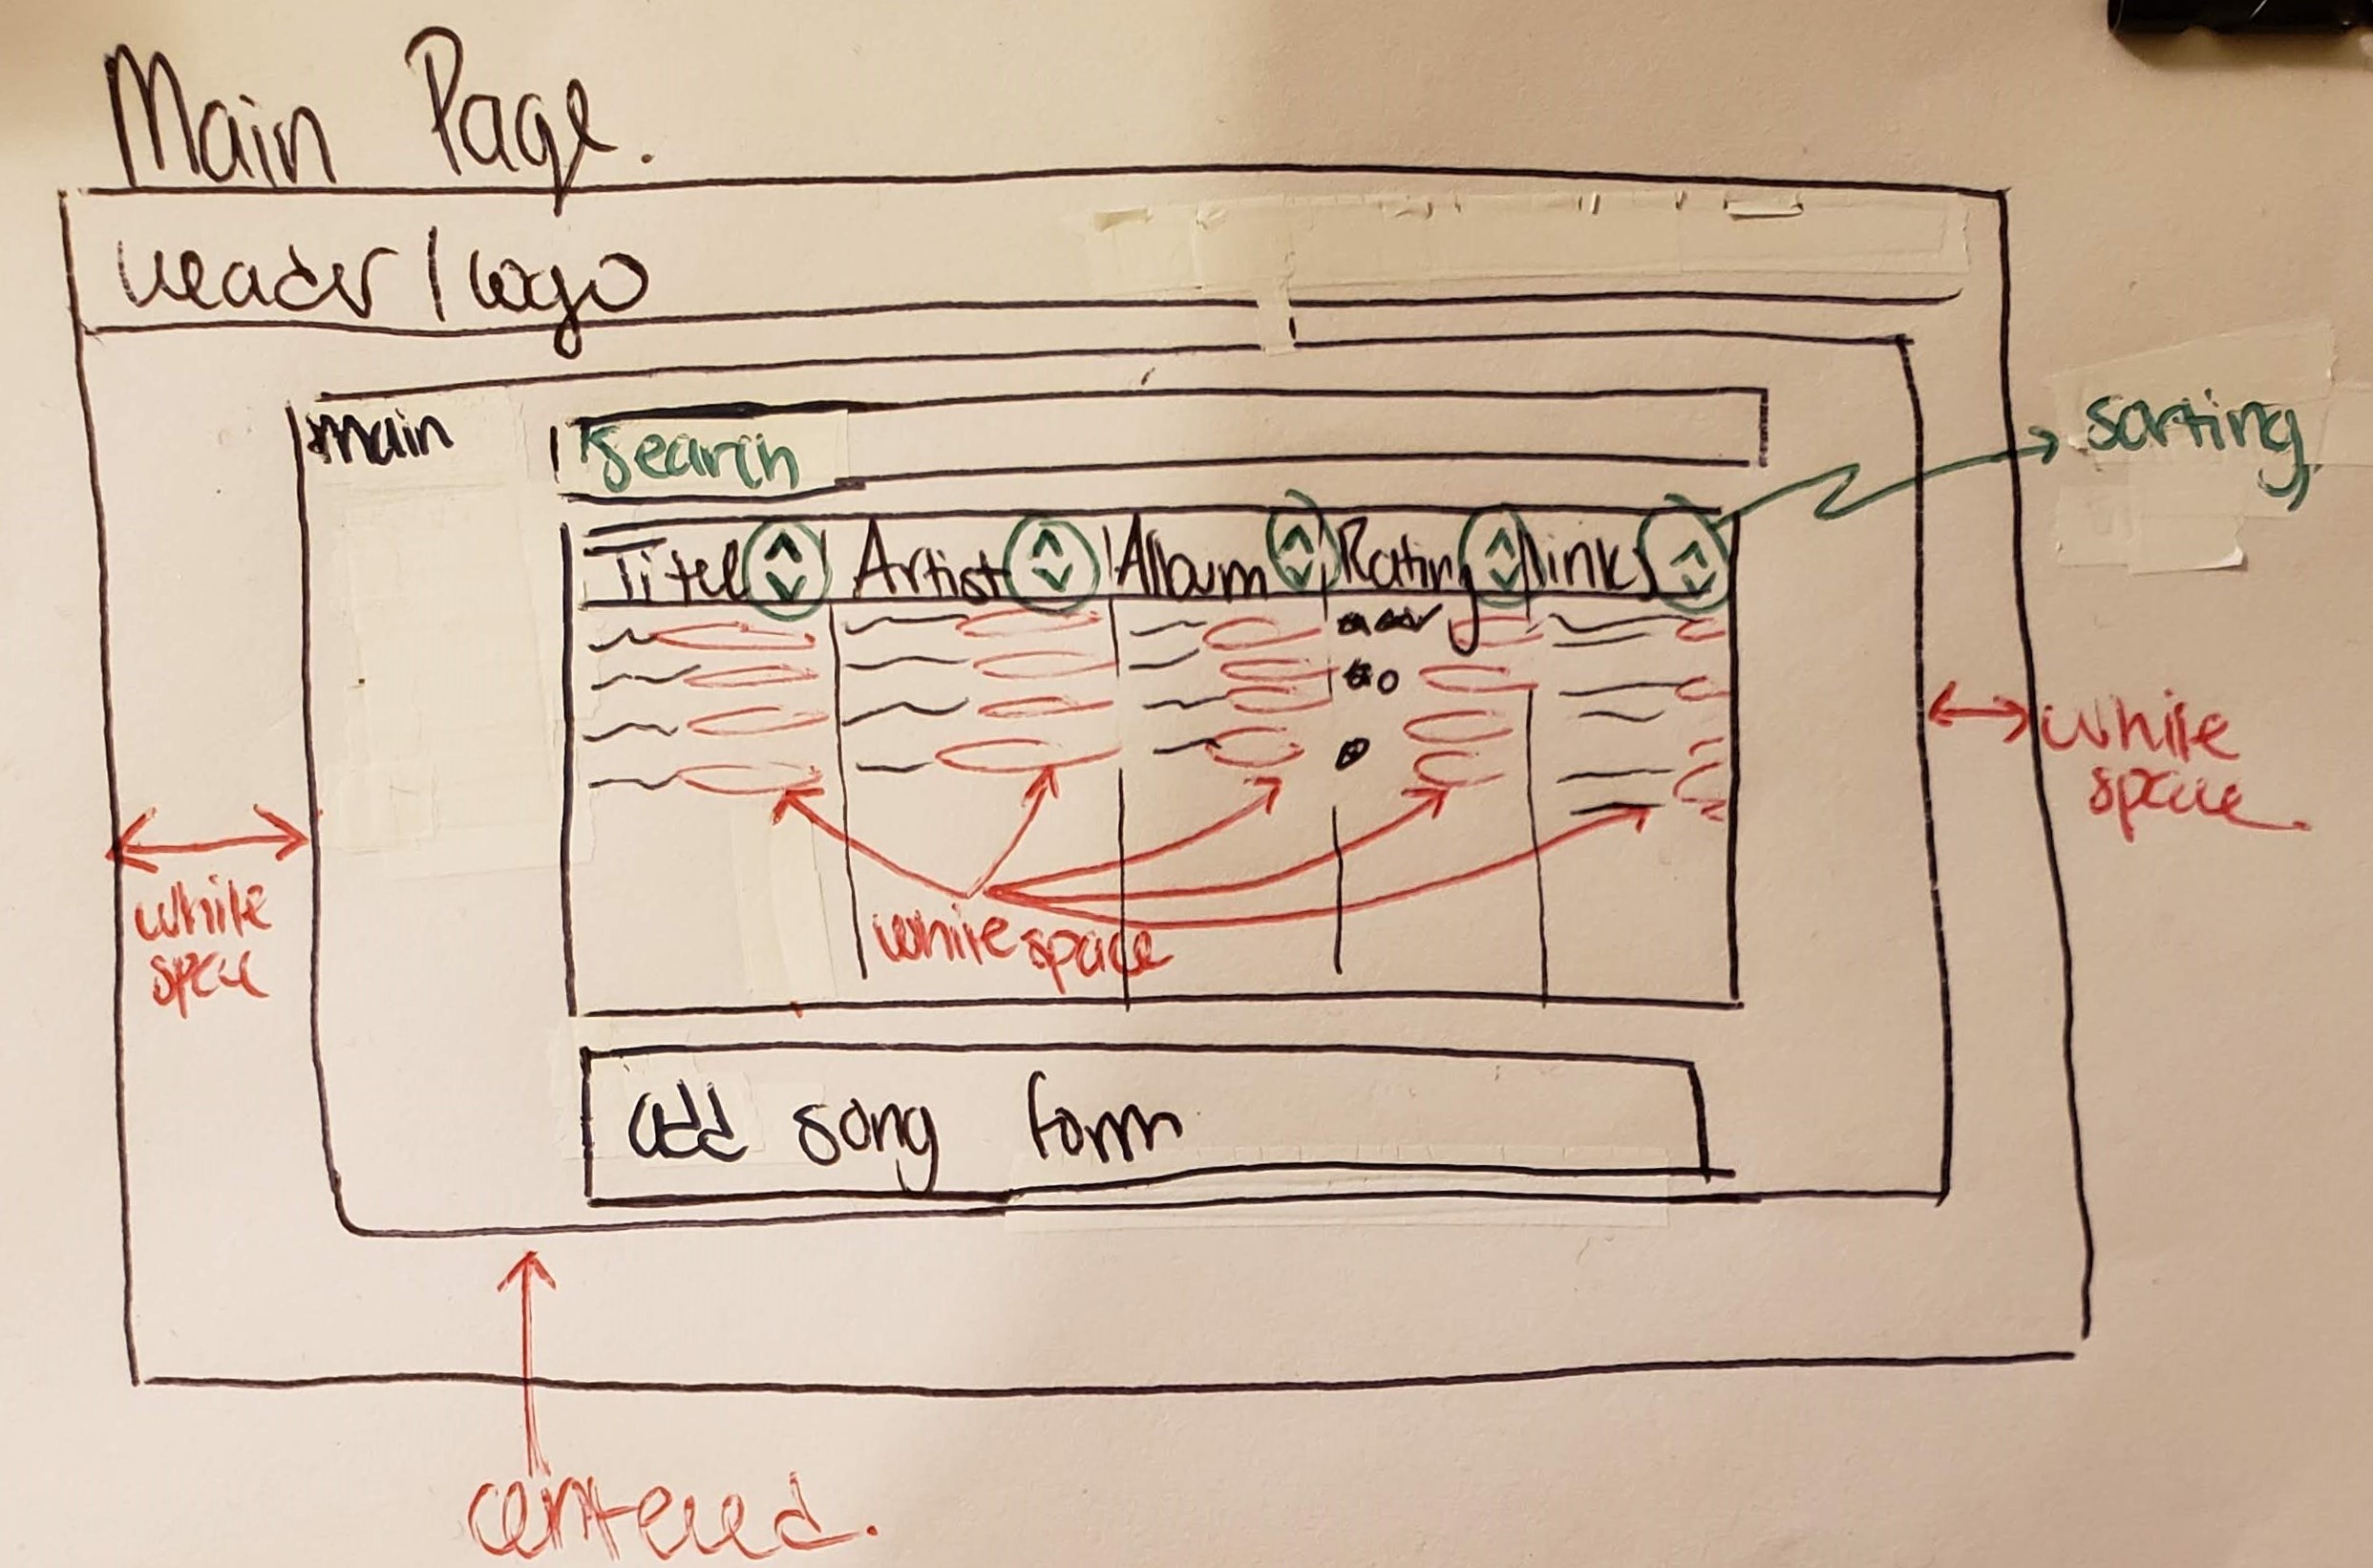 Main Page.
header / logo
main
Search
sorting
Titel
Artist
Album
Rating
links
white
space
white
space
white space
add song form
centered.